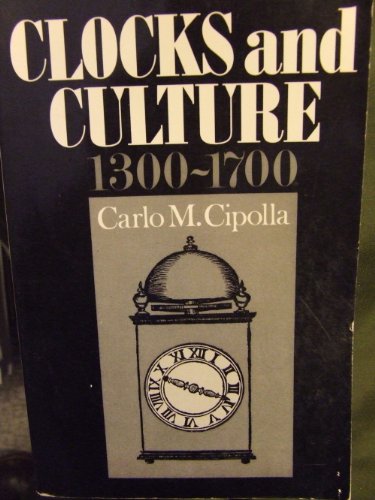 CLOCKS and
CULTURE
1300~1700
Carlo M. Cipolla